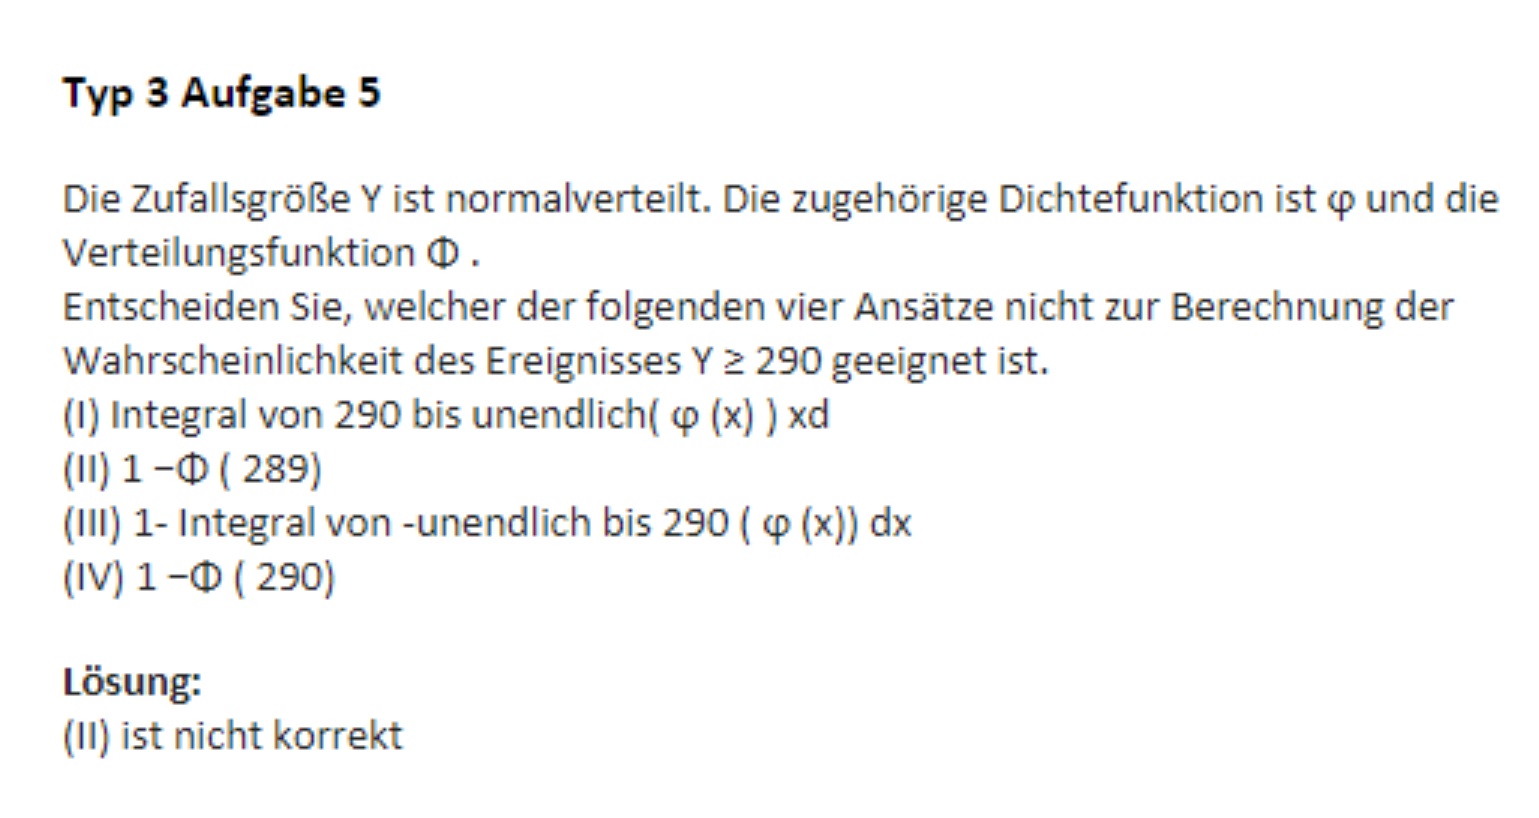 Typ 3 Aufgabe 5
Die Zufallsgröße Y ist normalverteilt. Die zugehörige Dichtefunktion ist φ und die
Verteilungsfunktion Φ .
Entscheiden Sie, welcher der folgenden vier Ansätze nicht zur Berechnung der
Wahrscheinlichkeit des Ereignisses Y ≥ 290 geeignet ist.
(I) Integral von 290 bis unendlich( φ (x) ) xd
(II) 1 −Φ ( 289)
(III) 1- Integral von -unendlich bis 290 ( φ (x)) dx
(IV) 1 −Φ ( 290)
Lösung:
(II) ist nicht korrekt